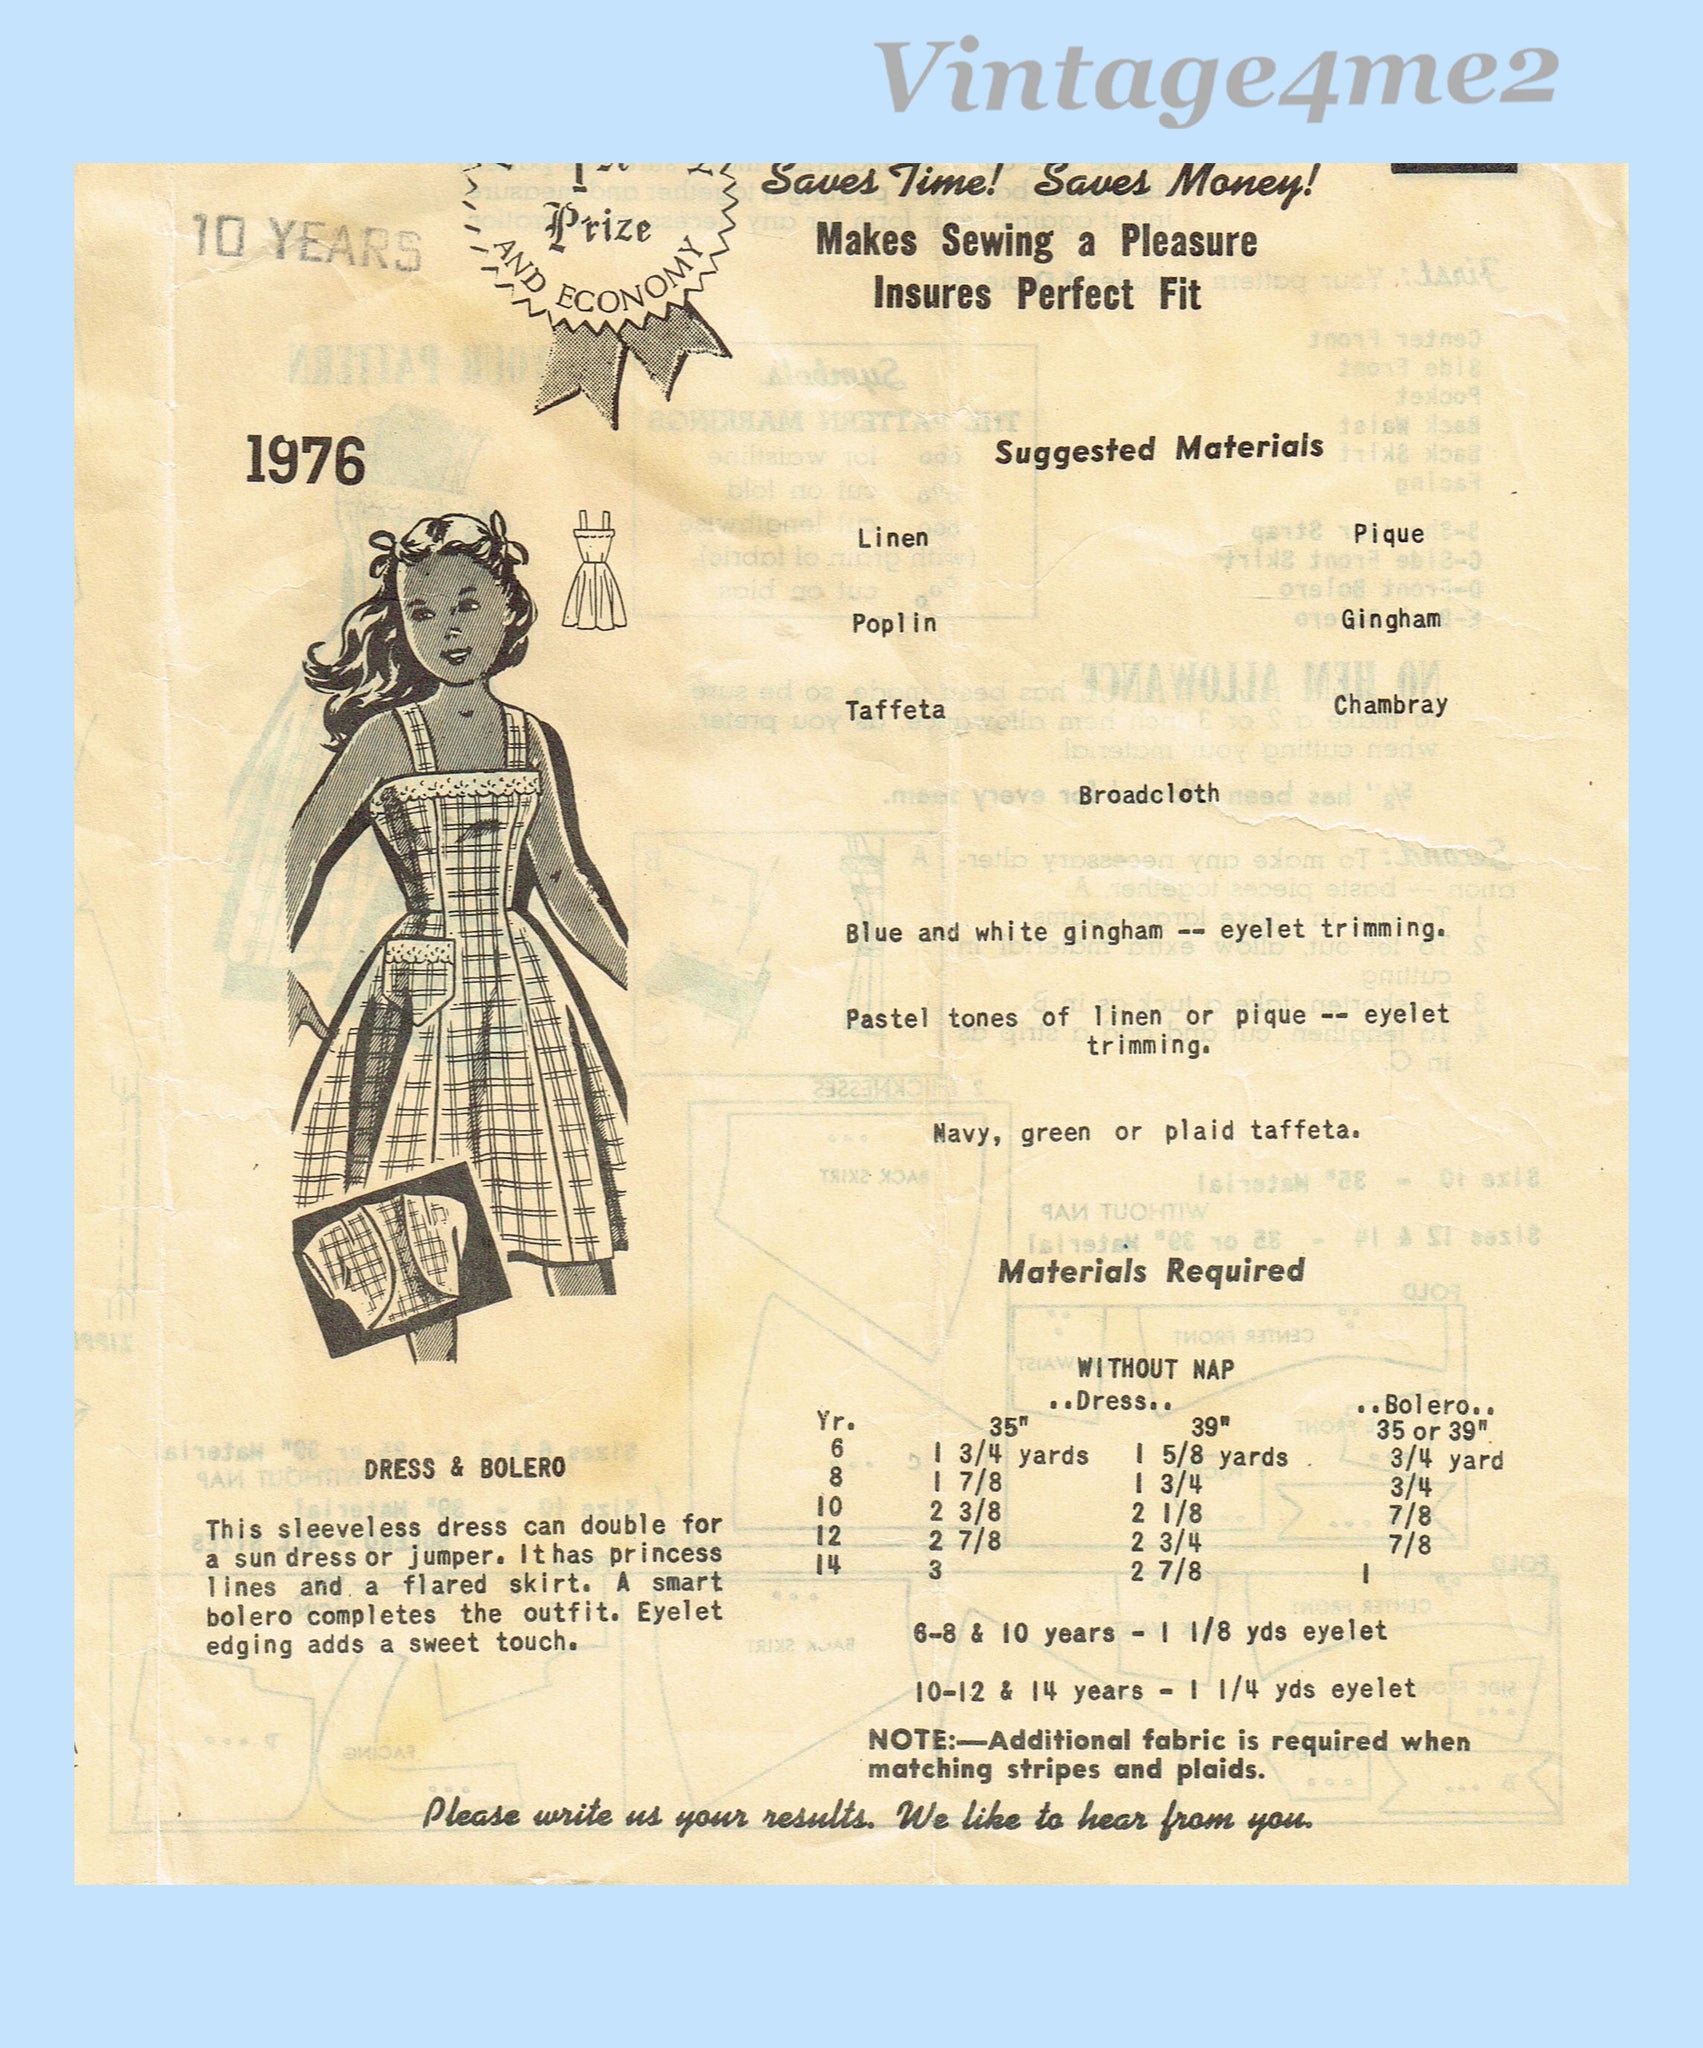 Vintage4me2
Prize
AND ECONOMY
Saves Time! Saves Money!
Makes Sewing a Pleasure
Insures Perfect Fit
10 YEARS
1976
Suggested Materials
Linen Pique
Poplin Gingham
Taffeta Chambray
Broadcloth
Blue and white gingham -- eyelet trimming.
Pastel tones of linen or pique -- eyelet
trimming.
Navy, green or plaid taffeta.
Materials Required
WITHOUT NAP
..Dress.. ..Bolero..
Yr. 35" 39" 35 or 39"
6 1 3/4 yards 1 5/8 yards 3/4 yard
8 1 7/8 1 3/4 3/4
10 2 3/8 2 1/8 7/8
12 2 7/8 2 3/4 7/8
14 3 2 7/8 1
6-8 & 10 years - 1 1/8 yds eyelet
10-12 & 14 years - 1 1/4 yds eyelet
NOTE:—Additional fabric is required when
matching stripes and plaids.
DRESS & BOLERO
This sleeveless dress can double for
a sun dress or jumper. It has princess
lines and a flared skirt. A smart
bolero completes the outfit. Eyelet
edging adds a sweet touch.
Please write us your results. We like to hear from you.